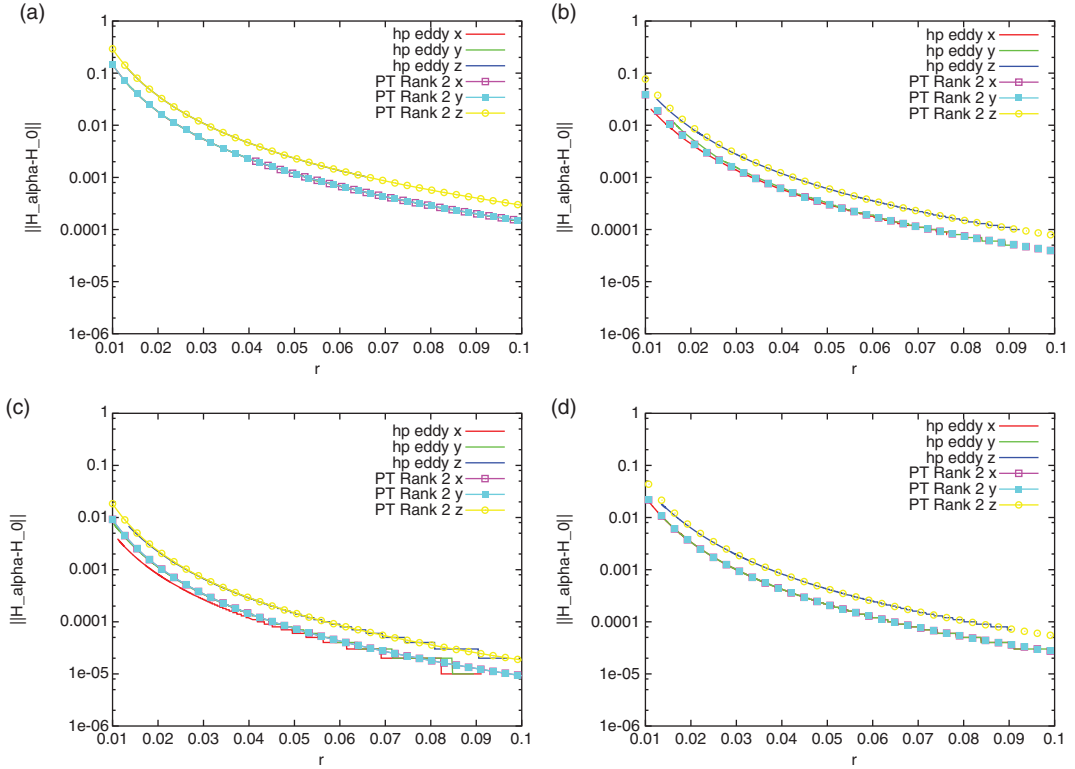 (a)
hp eddy x
hp eddy y
hp eddy z
PT Rank 2 x
PT Rank 2 y
PT Rank 2 z
||H_alpha-H_0||
1
0.1
0.01
0.001
0.0001
1e-05
1e-06
0.01 0.02 0.03 0.04 0.05 0.06 0.07 0.08 0.09 0.1
r
(b)
hp eddy x
hp eddy y
hp eddy z
PT Rank 2 x
PT Rank 2 y
PT Rank 2 z
||H_alpha-H_0||
1
0.1
0.01
0.001
0.0001
1e-05
1e-06
0.01 0.02 0.03 0.04 0.05 0.06 0.07 0.08 0.09 0.1
r
(c)
hp eddy x
hp eddy y
hp eddy z
PT Rank 2 x
PT Rank 2 y
PT Rank 2 z
||H_alpha-H_0||
1
0.1
0.01
0.001
0.0001
1e-05
1e-06
0.01 0.02 0.03 0.04 0.05 0.06 0.07 0.08 0.09 0.1
r
(d)
hp eddy x
hp eddy y
hp eddy z
PT Rank 2 x
PT Rank 2 y
PT Rank 2 z
||H_alpha-H_0||
1
0.1
0.01
0.001
0.0001
1e-05
1e-06
0.01 0.02 0.03 0.04 0.05 0.06 0.07 0.08 0.09 0.1
r